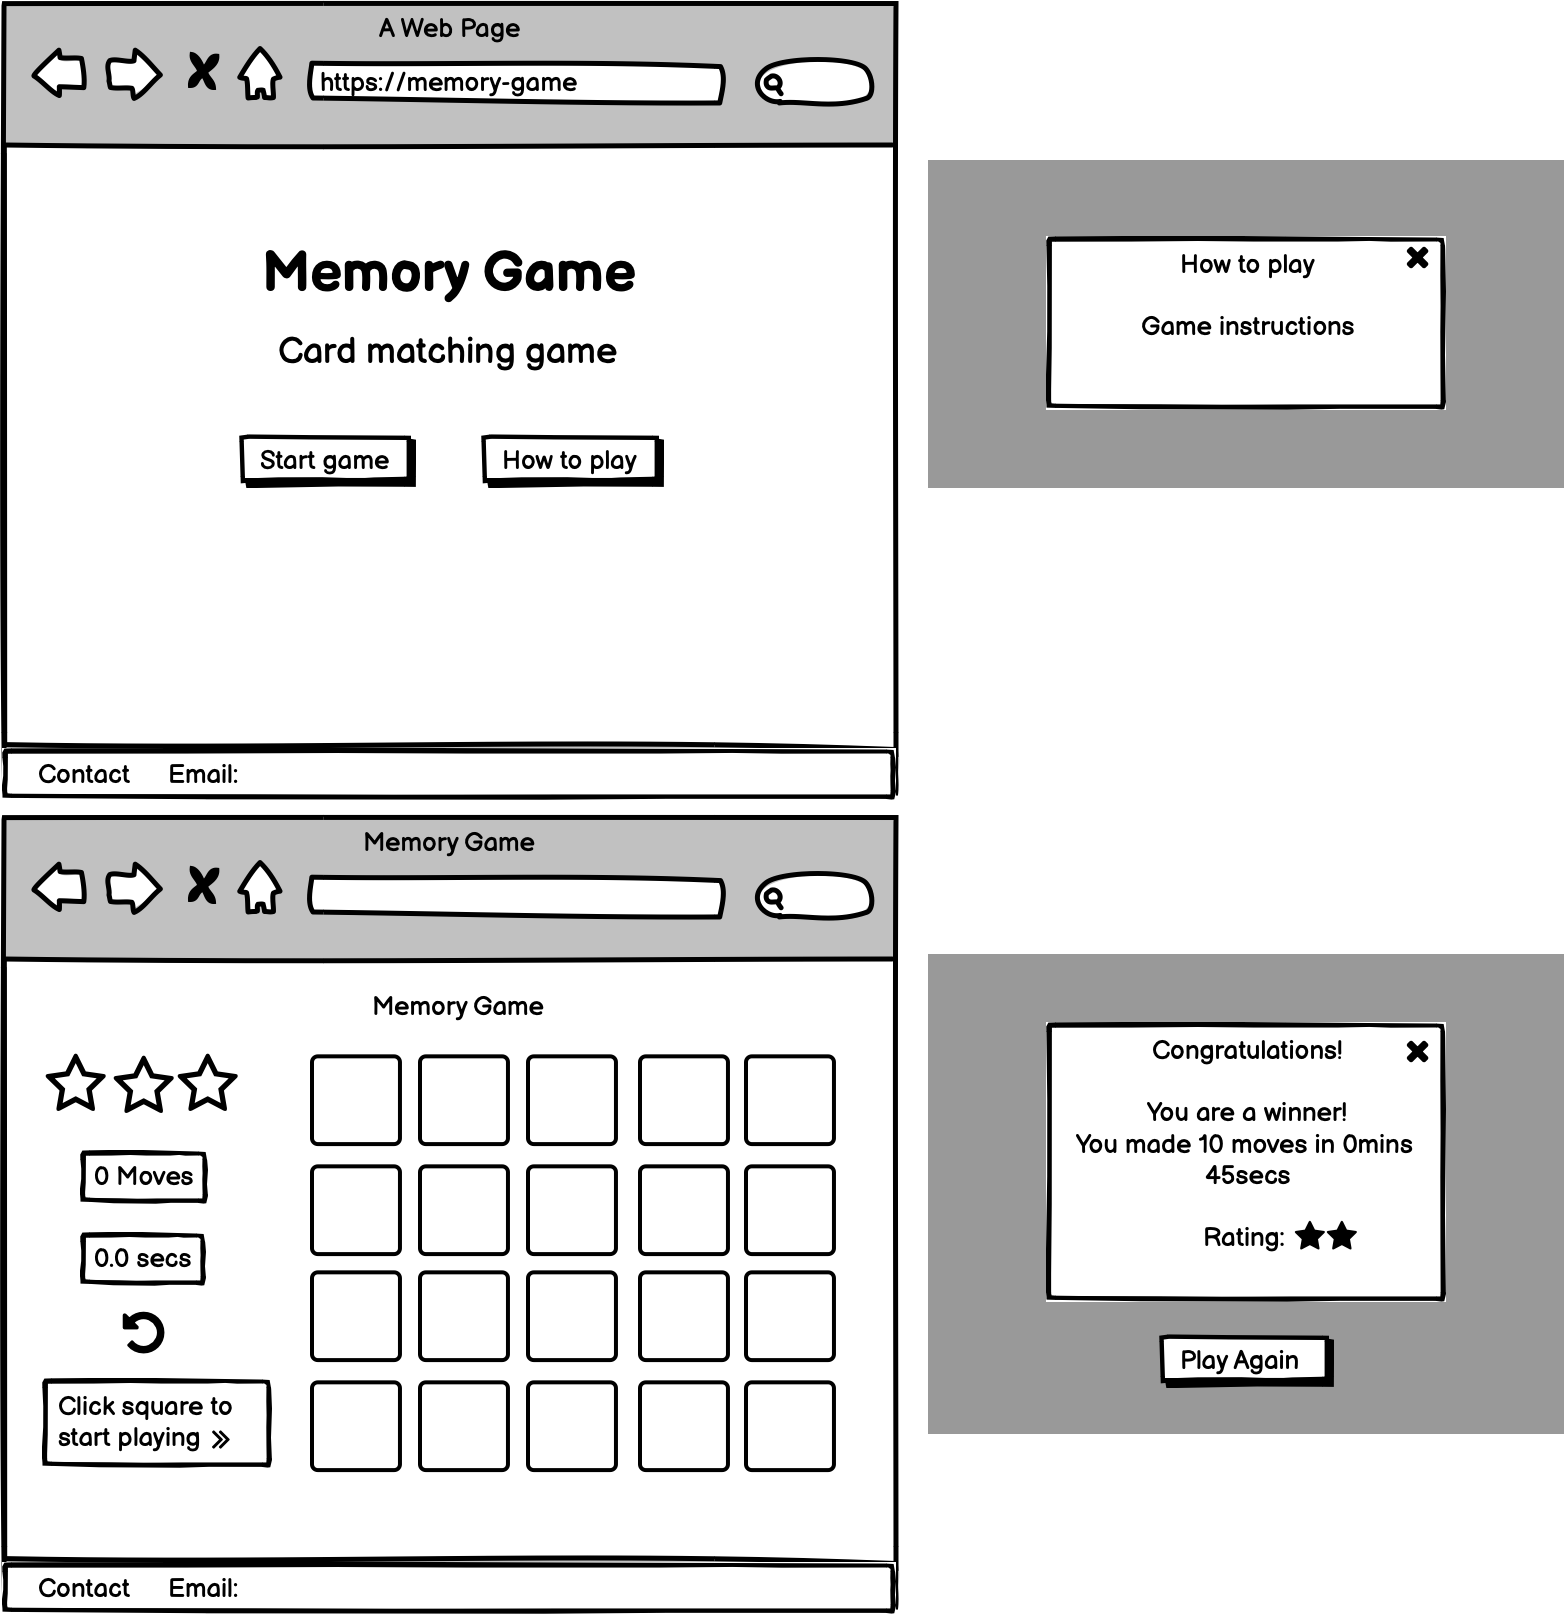 A Web Page
https://memory-game
Memory Game
Card matching game
Start game
How to play
Contact
Email:
How to play
Game instructions
Memory Game
Memory Game
0 Moves
0.0 secs
Click square to
start playing »
Contact
Email:
Congratulations!
You are a winner!
You made 10 moves in 0mins
45secs
Rating:
Play Again